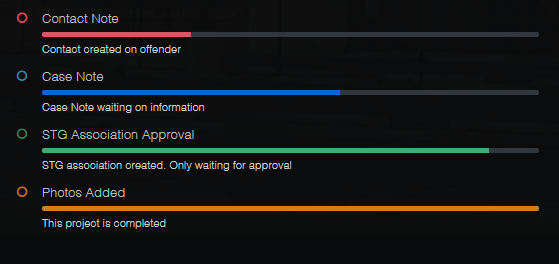 Contact Note
Contact created on offender
Case Note
Case Note waiting on information
STG Association Approval
STG association created. Only waiting for approval
Photos Added
This project is completed